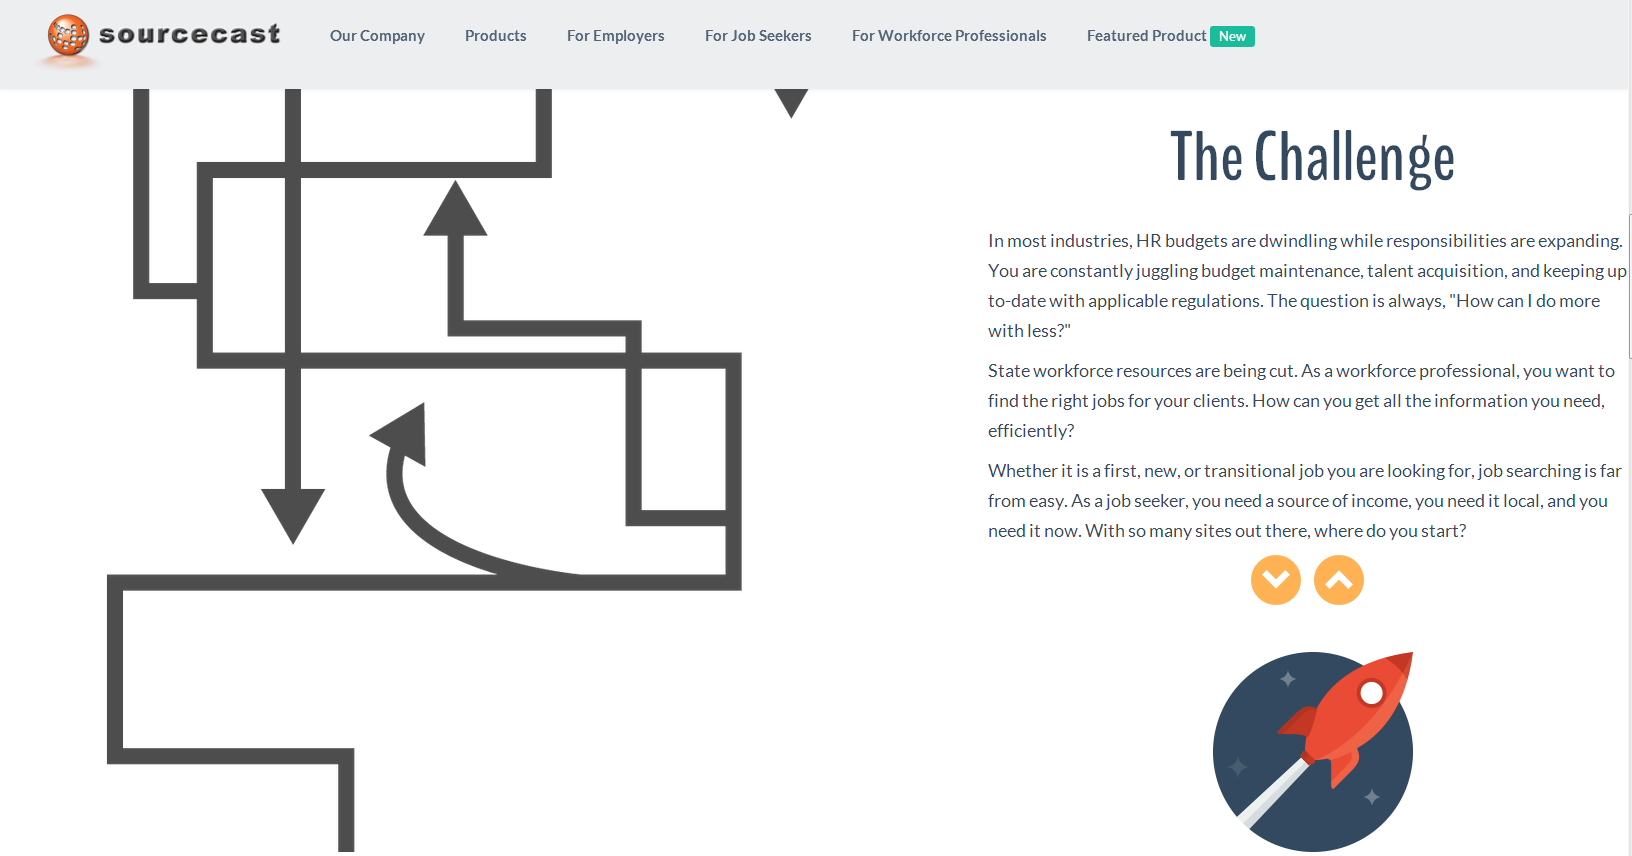 sourcecast
Our Company
Products
For Employers
For Job Seekers
For Workforce Professionals
Featured Product New
The Challenge
In most industries, HR budgets are dwindling while responsibilities are expanding.
You are constantly juggling budget maintenance, talent acquisition, and keeping up
to-date with applicable regulations. The question is always, "How can I do more
with less?"
State workforce resources are being cut. As a workforce professional, you want to
find the right jobs for your clients. How can you get all the information you need,
efficiently?
Whether it is a first, new, or transitional job you are looking for, job searching is far
from easy. As a job seeker, you need a source of income, you need it local, and you
need it now. With so many sites out there, where do you start?